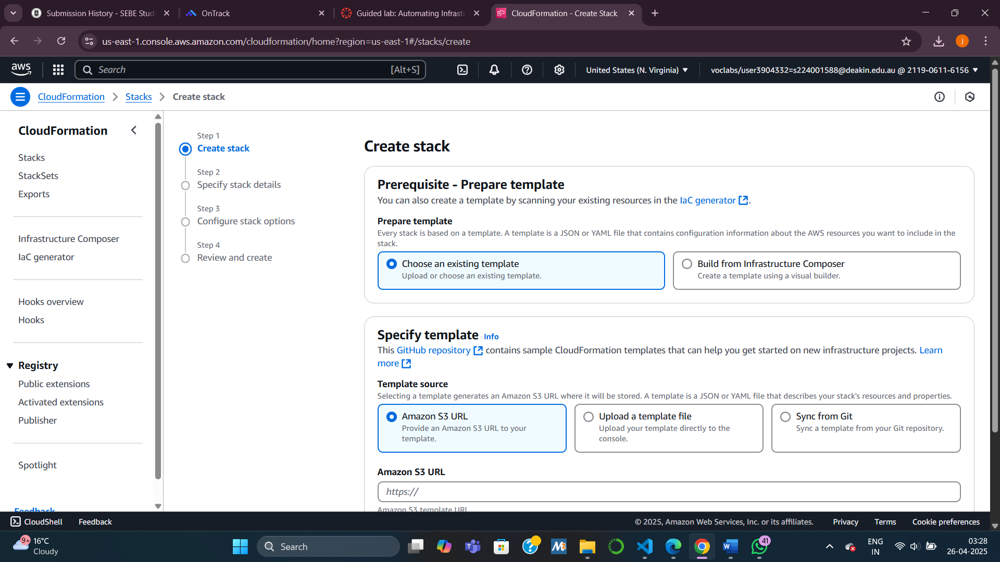 Submission History - SEBE Stud
OnTrack
Guided lab: Automating Infrastr
CloudFormation - Create Stack
us-east-1.console.aws.amazon.com/cloudformation/home?region=us-east-1#/stacks/create
j
aws
Search
[Alt+S]
United States (N. Virginia)
voclabs/user3904332=s224001588@deakin.edu.au @ 2119-0611-6156
CloudFormation
Stacks
Create stack
CloudFormation
Stacks
StackSets
Exports
Infrastructure Composer
IaC generator
Hooks overview
Hooks
Registry
Public extensions
Activated extensions
Publisher
Spotlight
Feedback
Step 1
Create stack
Step 2
Specify stack details
Step 3
Configure stack options
Step 4
Review and create
Create stack
Prerequisite - Prepare template
You can also create a template by scanning your existing resources in the IaC generator.
Prepare template
Every stack is based on a template. A template is a JSON or YAML file that contains configuration information about the AWS resources you want to include in the
stack.
Choose an existing template
Upload or choose an existing template.
Build from Infrastructure Composer
Create a template using a visual builder.
Specify template Info
This GitHub repository contains sample CloudFormation templates that can help you get started on new infrastructure projects. Learn
more
Template source
Selecting a template generates an Amazon S3 URL where it will be stored. A template is a JSON or YAML file that describes your stack's resources and properties.
Amazon S3 URL
Provide an Amazon S3 URL to your
template.
Upload a template file
Upload your template directly to the
console.
Sync from Git
Sync a template from your Git repository.
Amazon S3 URL
https://
Amazon S3 template URL
CloudShell
Feedback
© 2025, Amazon Web Services, Inc. or its affiliates.
Privacy
Terms
Cookie preferences
9+
16°C
Cloudy
Search
41
ENG
IN
03:28
26-04-2025